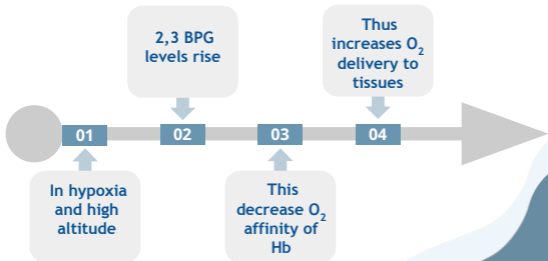 2,3 BPG
levels rise
Thus
increases O₂
delivery to
tissues
01
02
03
04
In hypoxia
and high
altitude
This
decrease O₂
affinity of
Hb